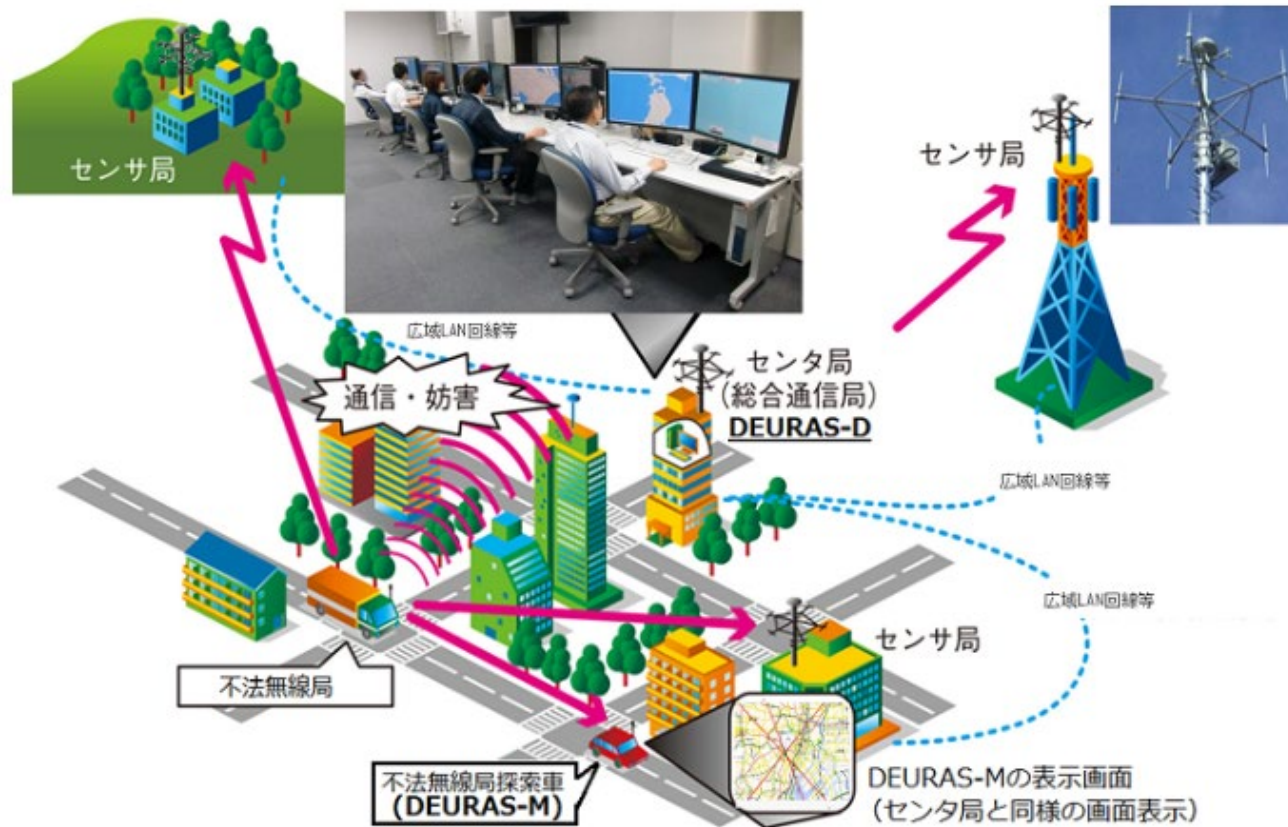 センサ局
センサ局
広域LAN回線等
通信・妨害
センタ局
(総合通信局)
DEURAS-D
広域LAN回線等
広域LAN回線等
センサ局
不法無線局
不法無線局探索車
(DEURAS-M)
DEURAS-Mの表示画面
(センタ局と同様の画面表示)